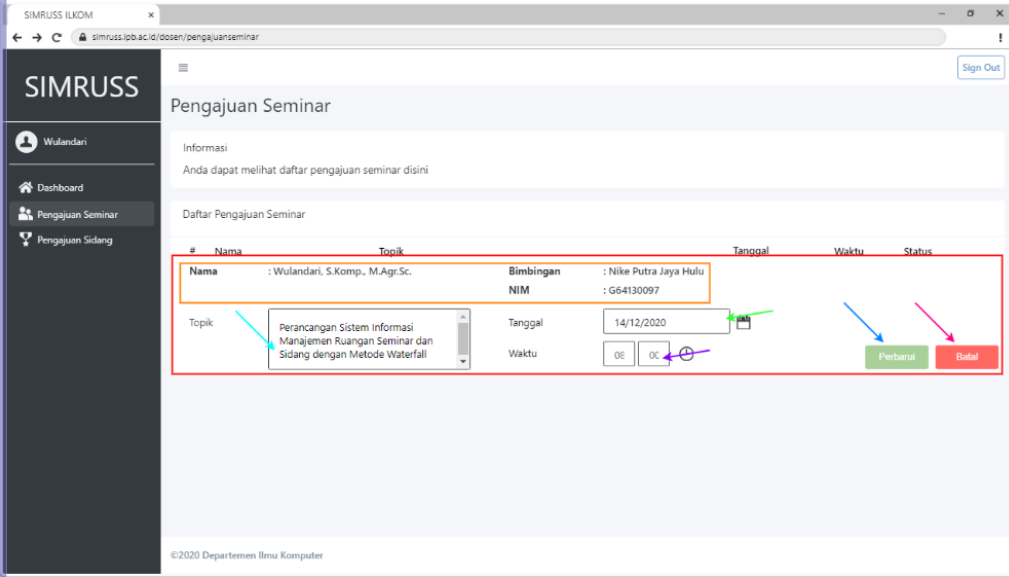 SIMRUSS ILKOM
simruss.ipb.ac.id/dosen/pengajuanseminar
SIMRUSS
Sign Out
Pengajuan Seminar
Wulandari
Informasi
Anda dapat melihat daftar pengajuan seminar disini
Dashboard
Pengajuan Seminar
Pengajuan Sidang
Daftar Pengajuan Seminar
# Nama Topik Tanggal Waktu Status
Nama : Wulandari, S.Komp., M.Agr.Sc. Bimbingan : Nike Putra Jaya Hulu
NIM : G64130097
Topik
Perancangan Sistem Informasi
Manajemen Ruangan Seminar dan
Sidang dengan Metode Waterfall
Tanggal 14/12/2020
Waktu
Perbarui Batal
©2020 Departemen Ilmu Komputer